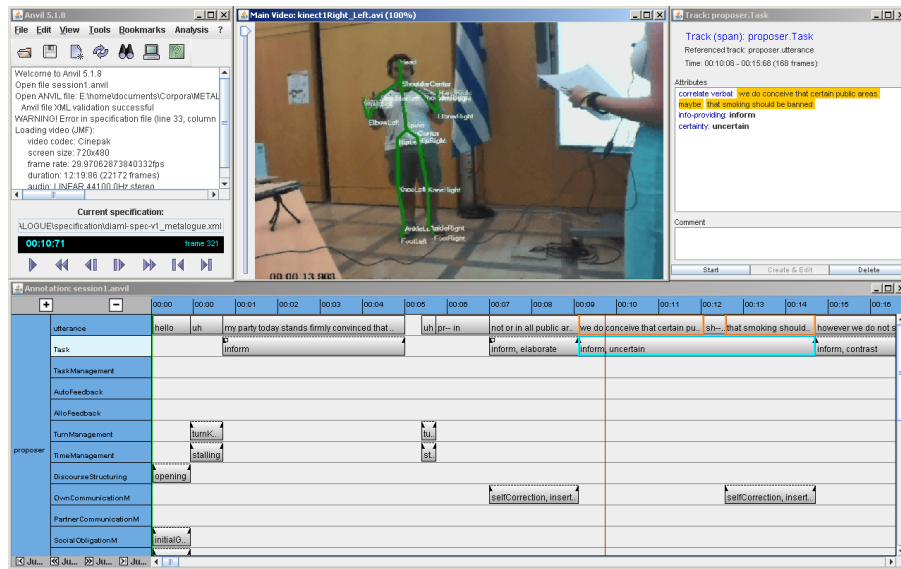 Anvil 5.1.8
File Edit View Tools Bookmarks Analysis ?
Welcome to Anvil 5.1.8
Open file session1.anvil
Open ANVIL file: E:\home\documents\Corpora\METAL
Anvil file XML validation successful
WARNING! Error in specification file (line 33, column
Loading video (JMF):
video codec: Cinepak
screen size: 720x480
frame rate: 29.97062873840332fps
duration: 12:19:86 (22172 frames)
audio: LINEAR 44100.0Hz stereo
Current specification:
\LOGUE\specification\diaml-spec-v1_metalogue.xml
00:10:71 frame 321
Main Video: kinect1Right_Left.avi (100%)
Head
ShoulderCenter
ElbowLeft
Spine
Center
HipRight
KneeLeft KneeRight
AnkleLeft AnkleRight
FootLeft FootRight
00:00:13.968
Track: proposer.Task
Track (span): proposer.Task
Referenced track: proposer.utterance
Time: 00:10:08 - 00:15:68 (168 frames)
Attributes
correlate verbal: we do conceive that certain public areas.
maybe that smoking should be banned
info-providing: inform
certainty: uncertain
Comment
Start Create & Edit Delete
Annotation: session1.anvil
+ - 00:00 00:00 00:01 00:02 00:03 00:04 00:05 00:06 00:07 00:08 00:09 00:10 00:11 00:12 00:13 00:14 00:15 00:16
utterance hello uh my party today stands firmly convinced that .. uh pr-- in not or in all public ar.. we do conceive that certain pu.. sh--.. that smoking should.. however we do not s
Task inform inform, elaborate inform, uncertain inform, contrast
TaskManagement
AutoFeedback
AlloFeedback
TurnManagement turnK.. tu..
proposer TimeManagement stalling st..
DiscourseStructuring opening
OwnCommunicationM selfCorrection, insert.. selfCorrection, insert..
PartnerCommunicationM
SocialObligationM initialG..
Ju... Ju... Ju... Ju...